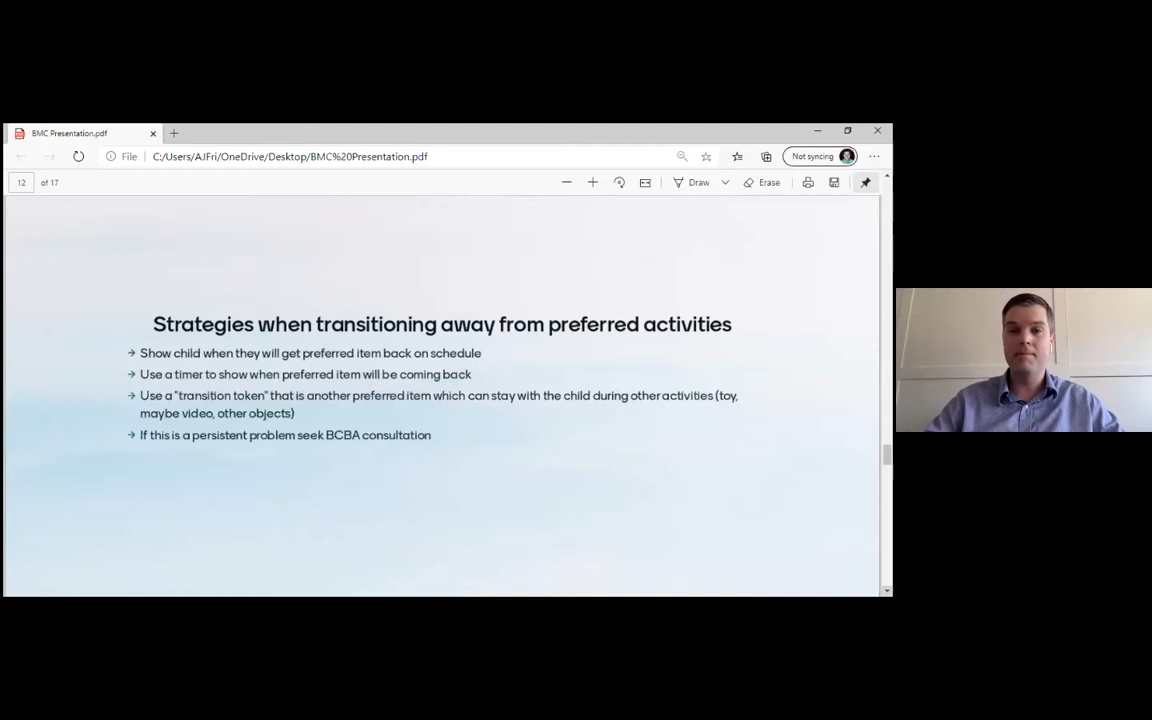 BMC Presentation.pdf
File C:/Users/AJFri/OneDrive/Desktop/BMC%20Presentation.pdf Not syncing
12 of 17 Draw Erase
Strategies when transitioning away from preferred activities
→ Show child when they will get preferred item back on schedule
→ Use a timer to show when preferred item will be coming back
→ Use a "transition token" that is another preferred item which can stay with the child during other activities (toy,
maybe video, other objects)
→ If this is a persistent problem seek BCBA consultation